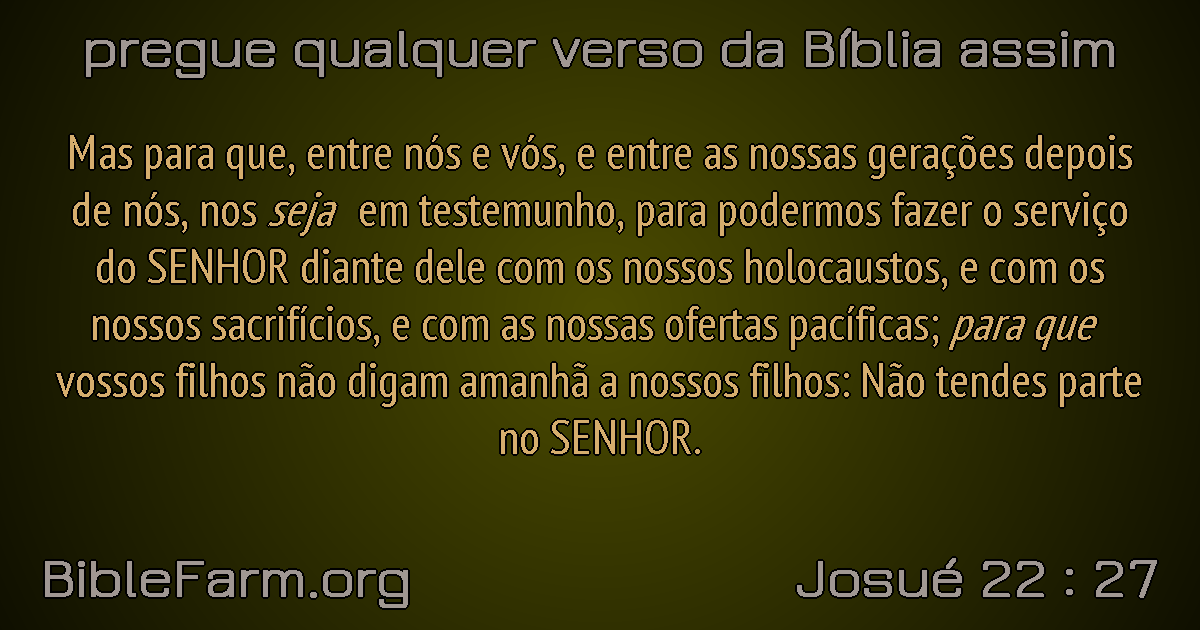 pregue qualquer verso da Bíblia assim
Mas para que, entre nós e vós, e entre as nossas gerações depois
de nós, nos seja em testemunho, para podermos fazer o serviço
do SENHOR diante dele com os nossos holocaustos, e com os
nossos sacrifícios, e com as nossas ofertas pacíficas; para que
vossos filhos não digam amanhã a nossos filhos: Não tendes parte
no SENHOR.
BibleFarm.org
Josué 22 : 27